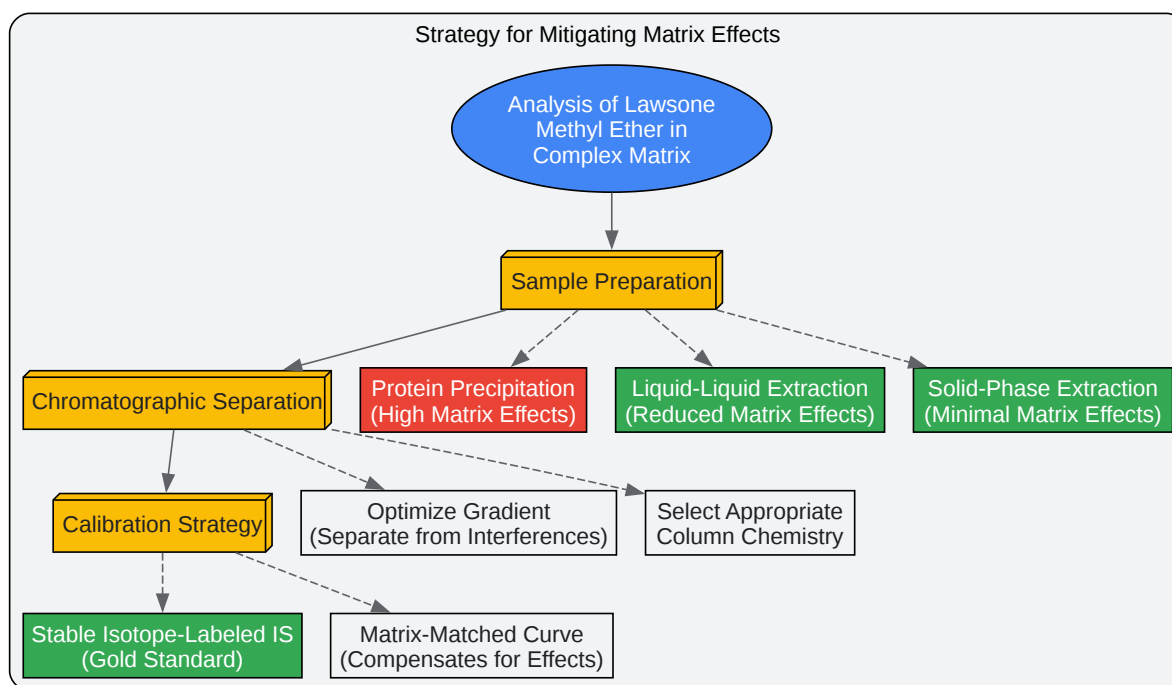 Strategy for Mitigating Matrix Effects
Analysis of Lawsone
Methyl Ether in
Complex Matrix
Sample Preparation
Chromatographic Separation
Protein Precipitation
(High Matrix Effects)
Liquid-Liquid Extraction
(Reduced Matrix Effects)
Solid-Phase Extraction
(Minimal Matrix Effects)
Calibration Strategy
Optimize Gradient
(Separate from Interferences)
Select Appropriate
Column Chemistry
Stable Isotope-Labeled IS
(Gold Standard)
Matrix-Matched Curve
(Compensates for Effects)